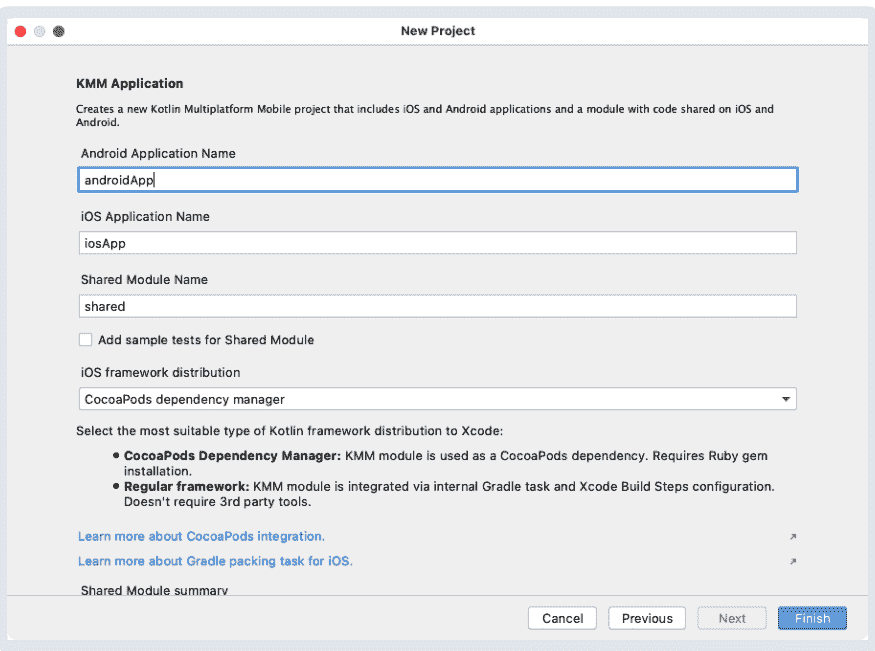 New Project
KMM Application
Creates a new Kotlin Multiplatform Mobile project that includes iOS and Android applications and a module with code shared on iOS and
Android.
Android Application Name
androidApp
iOS Application Name
iosApp
Shared Module Name
shared
Add sample tests for Shared Module
iOS framework distribution
CocoaPods dependency manager
Select the most suitable type of Kotlin framework distribution to Xcode:
• CocoaPods Dependency Manager: KMM module is used as a CocoaPods dependency. Requires Ruby gem
installation.
• Regular framework: KMM module is integrated via internal Gradle task and Xcode Build Steps configuration.
Doesn't require 3rd party tools.
Learn more about CocoaPods integration.
Learn more about Gradle packing task for iOS.
Shared Module summary
Cancel Previous Next Finish